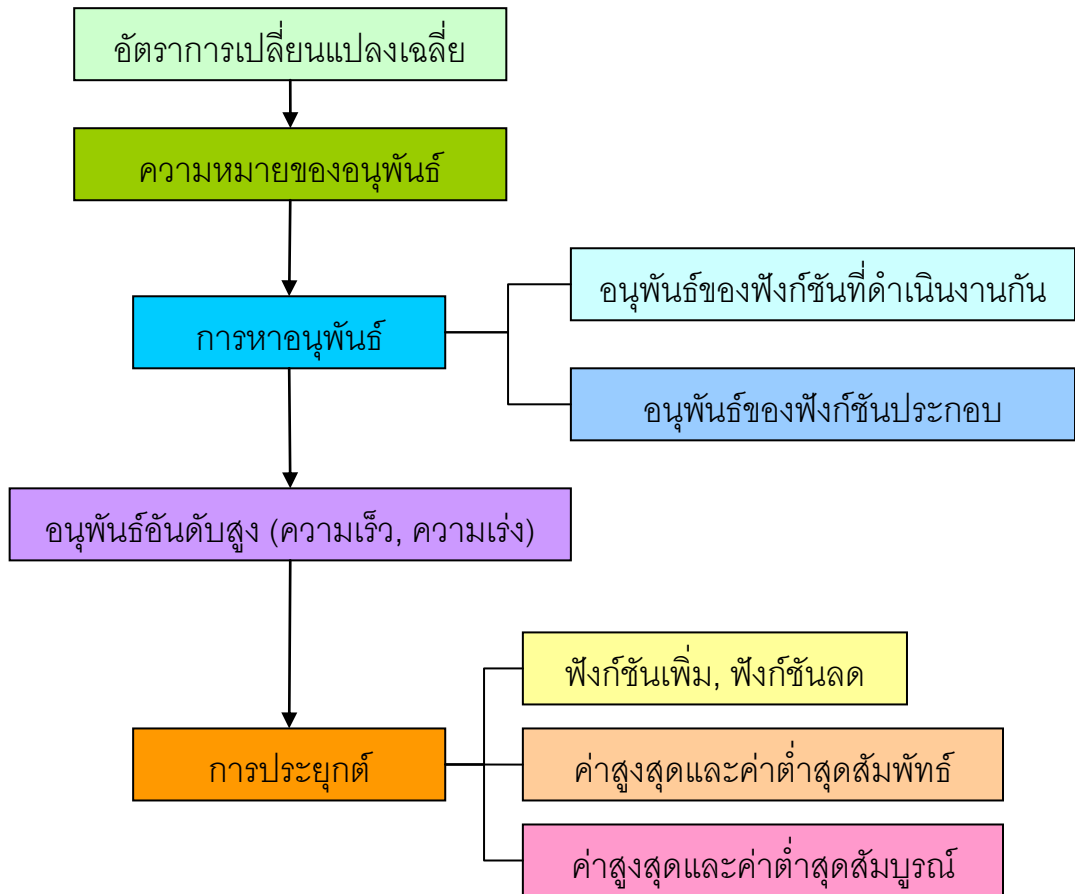 อัตราการเปลี่ยนแปลงเฉลี่ย
ความหมายของอนุพันธ์
อนุพันธ์ของฟังก์ชันที่ดำเนินงานกัน
การหาอนุพันธ์
อนุพันธ์ของฟังก์ชันประกอบ
อนุพันธ์อันดับสูง (ความเร็ว, ความเร่ง)
ฟังก์ชันเพิ่ม, ฟังก์ชันลด
การประยุกต์
ค่าสูงสุดและค่าต่ำสุดสัมพัทธ์
ค่าสูงสุดและค่าต่ำสุดสัมบูรณ์